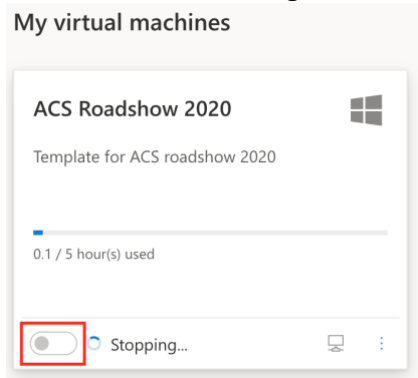 My virtual machines
ACS Roadshow 2020
Template for ACS roadshow 2020
0.1 / 5 hour(s) used
Stopping...